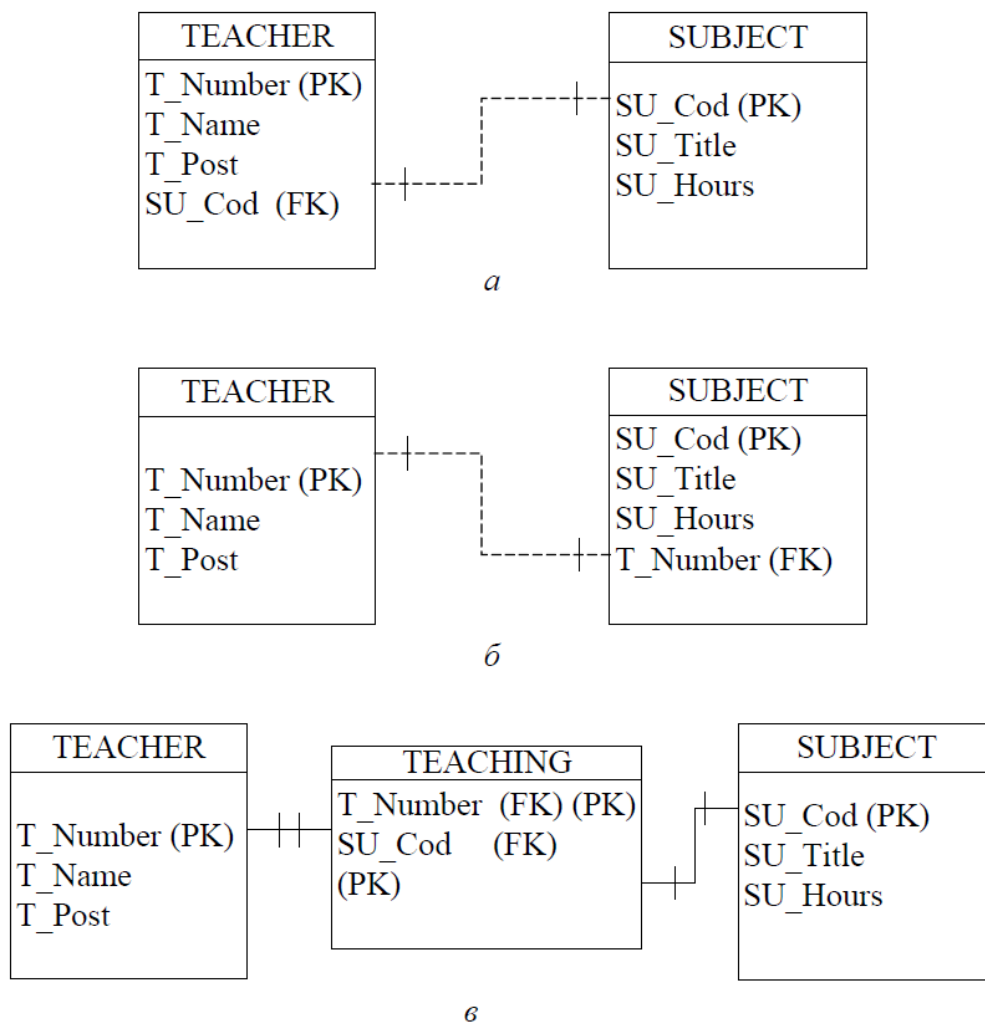 TEACHER
T_Number (PK)
T_Name
T_Post
SU_Cod (FK)
SUBJECT
SU_Cod (PK)
SU_Title
SU_Hours
а
TEACHER
T_Number (PK)
T_Name
T_Post
SUBJECT
SU_Cod (PK)
SU_Title
SU_Hours
T_Number (FK)
б
TEACHER
T_Number (PK)
T_Name
T_Post
TEACHING
T_Number (FK) (PK)
SU_Cod (FK)
(PK)
SUBJECT
SU_Cod (PK)
SU_Title
SU_Hours
в